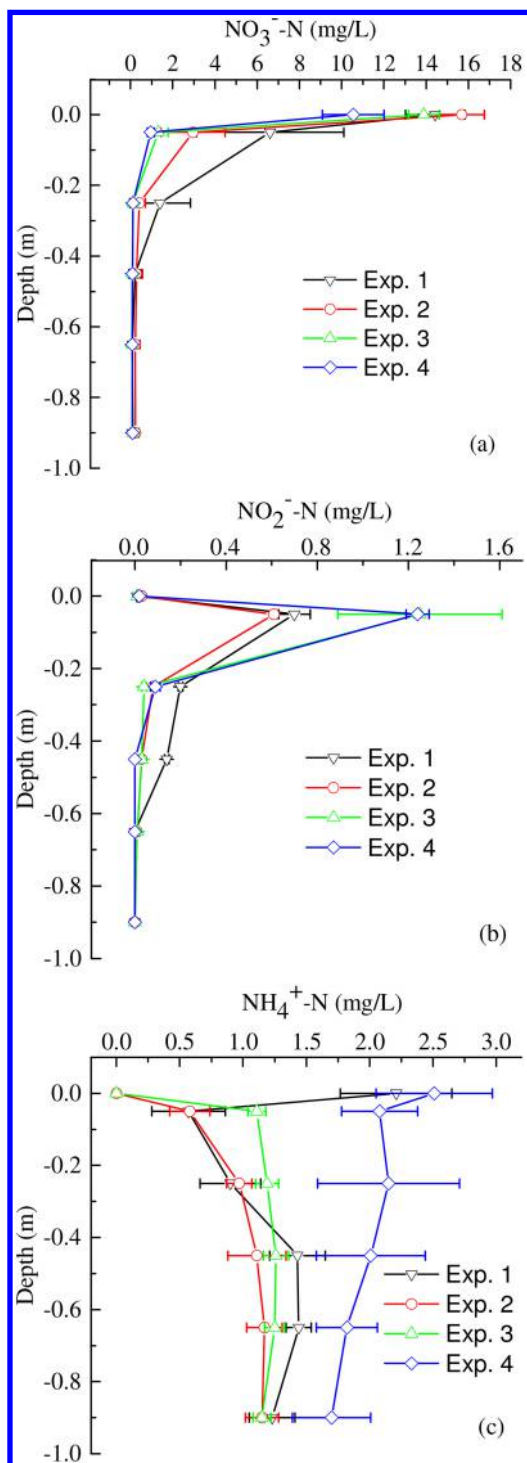 NO3^--N (mg/L)
0 2 4 6 8 10 12 14 16 18
0.0
-0.2
-0.4
-0.6
-0.8
-1.0
Depth (m)
Exp. 1
Exp. 2
Exp. 3
Exp. 4
(a)
NO2^--N (mg/L)
0.0 0.4 0.8 1.2 1.6
0.0
-0.2
-0.4
-0.6
-0.8
-1.0
Depth (m)
Exp. 1
Exp. 2
Exp. 3
Exp. 4
(b)
NH4^+-N (mg/L)
0.0 0.5 1.0 1.5 2.0 2.5 3.0
0.0
-0.2
-0.4
-0.6
-0.8
-1.0
Depth (m)
Exp. 1
Exp. 2
Exp. 3
Exp. 4
(c)